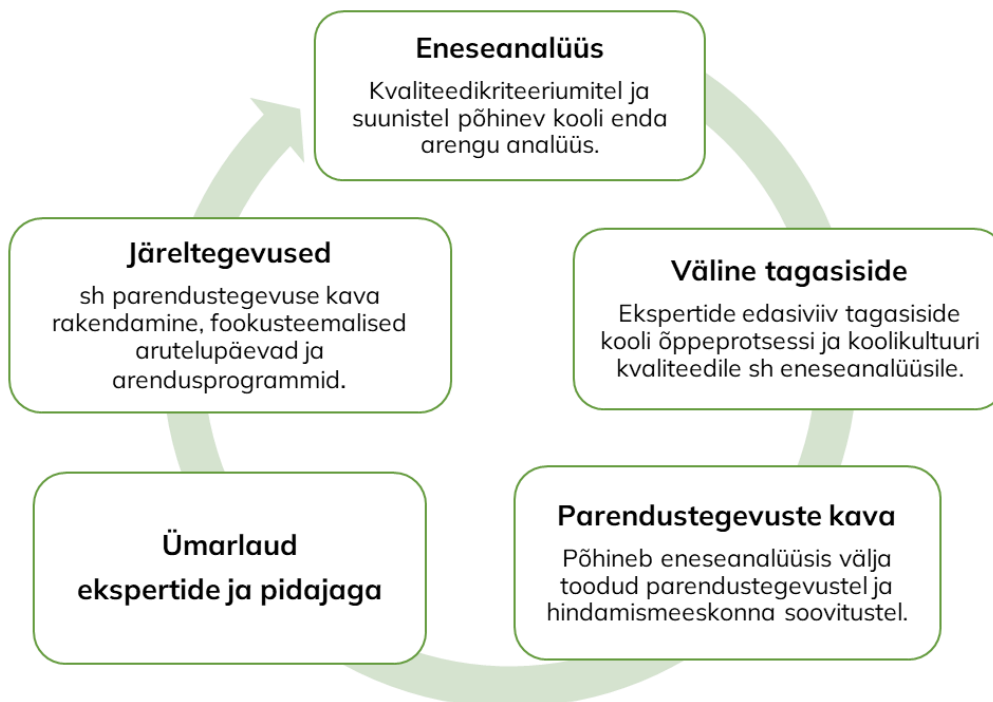 Eneseanalüüs
Kvaliteedikriteeriumitel ja
suunistel põhinev kooli enda
arengu analüüs.
Väline tagasiside
Ekspertide edasiviiv tagasiside
kooli õppeprotsessi ja koolikultuuri
kvaliteedile sh eneseanalüüsile.
Parendustegevuste kava
Põhineb eneseanalüüsis välja
toodud parendustegevustel ja
hindamismeeskonna soovitustel.
Ümarlaud
ekspertide ja pidajaga
Järeltegevused
sh parendustegevuse kava
rakendamine, fookusteemalised
arutelupäevad ja
arendusprogrammid.